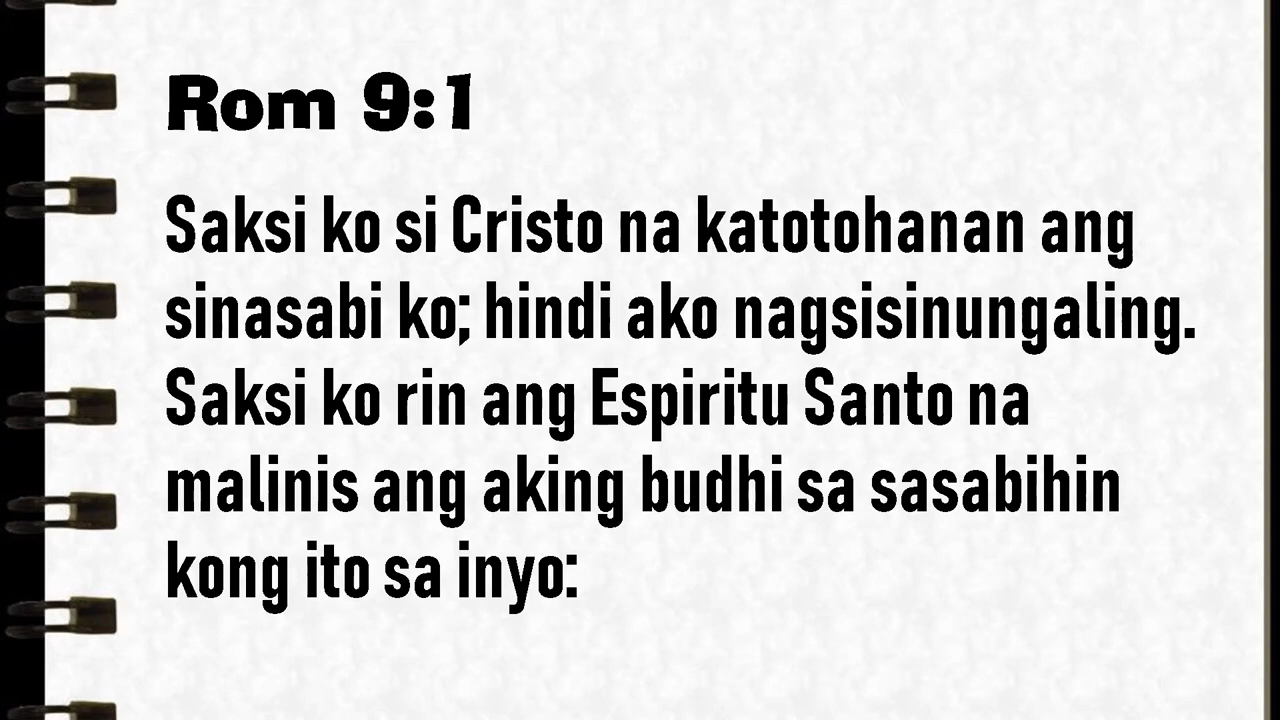 Rom 9:1
Saksi ko si Cristo na katotohanan ang
sinasabi ko; hindi ako nagsisinungaling.
Saksi ko rin ang Espiritu Santo na
malinis ang aking budhi sa sasabihin
kong ito sa inyo: